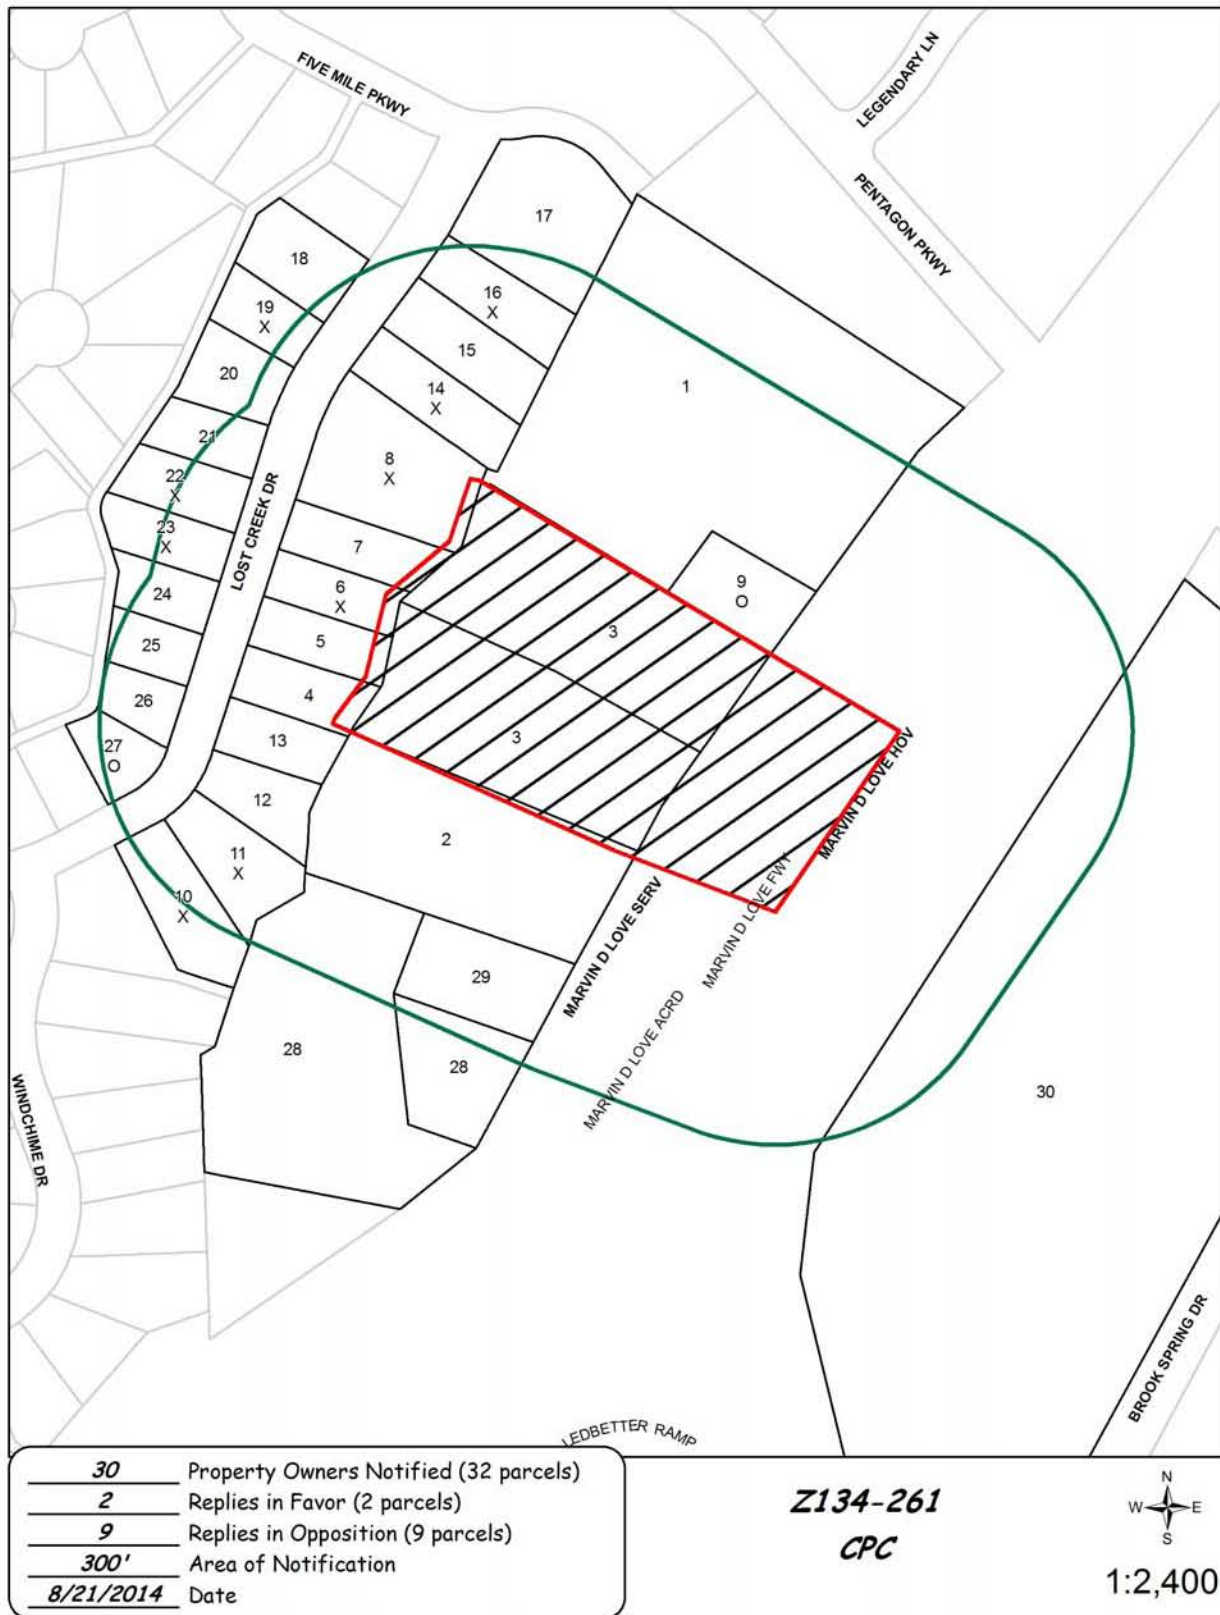 FIVE MILE PKWY
LEGENDARY LN
PENTAGON PKWY
17
18
16
X
19
X
15
20
1
14
X
21
8
X
22
X
LOST CREEK DR
23
X
7
9
O
6
X
24
3
5
25
4
26
3
13
27
O
MARVIN D LOVE HOV
12
2
11
X
10
X
MARVIN D LOVE FWY
MARVIN D LOVE SERV
29
MARVIN D LOVE ACRD
28
28
30
WINDCHIME DR
BROOK SPRING DR
LEDBETTER RAMP
30 Property Owners Notified (32 parcels)
2 Replies in Favor (2 parcels)
9 Replies in Opposition (9 parcels)
300' Area of Notification
8/21/2014 Date
Z134-261
CPC
N
W E
S
1:2,400